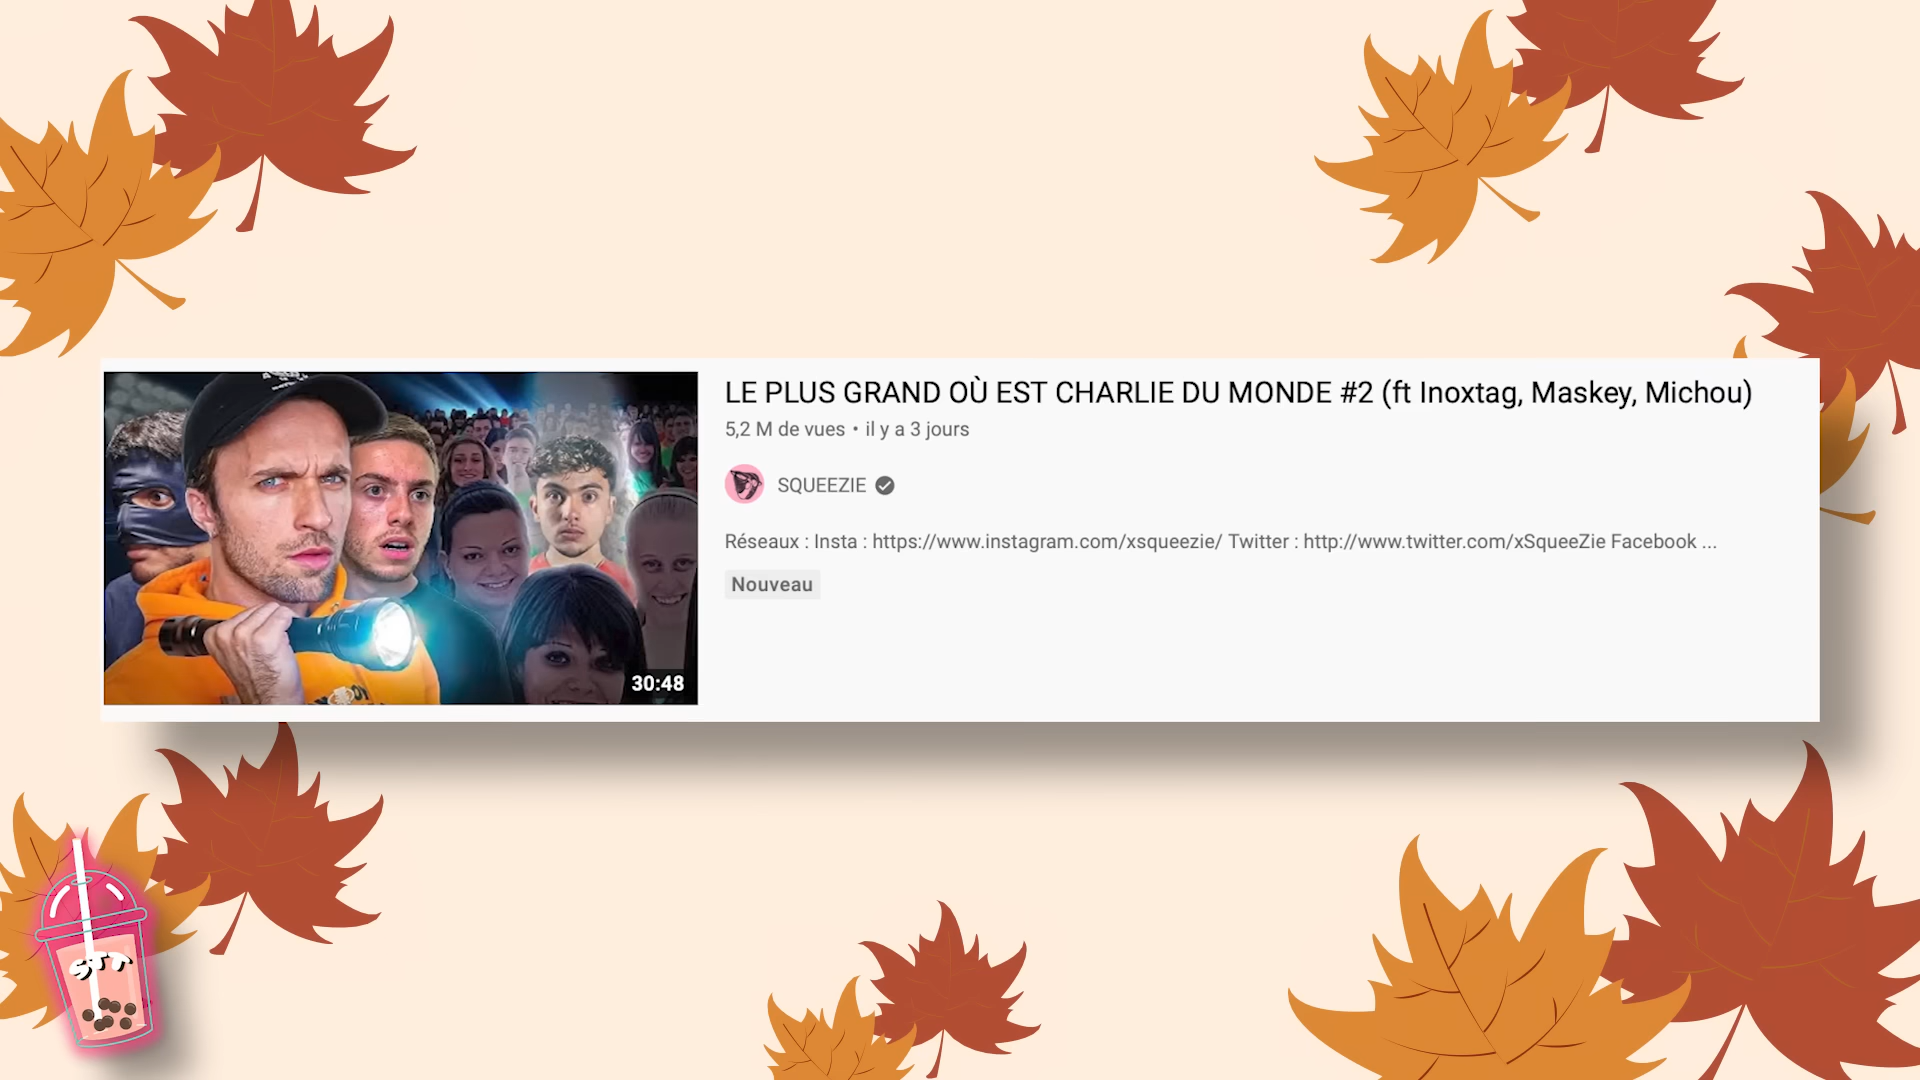 LE PLUS GRAND OÙ EST CHARLIE DU MONDE #2 (ft Inoxtag, Maskey, Michou)
5,2 M de vues • il y a 3 jours
SQUEEZIE
Réseaux : Insta : https://www.instagram.com/xsqueezie/ Twitter : http://www.twitter.com/xSqueeZie Facebook ...
Nouveau
30:48
STT